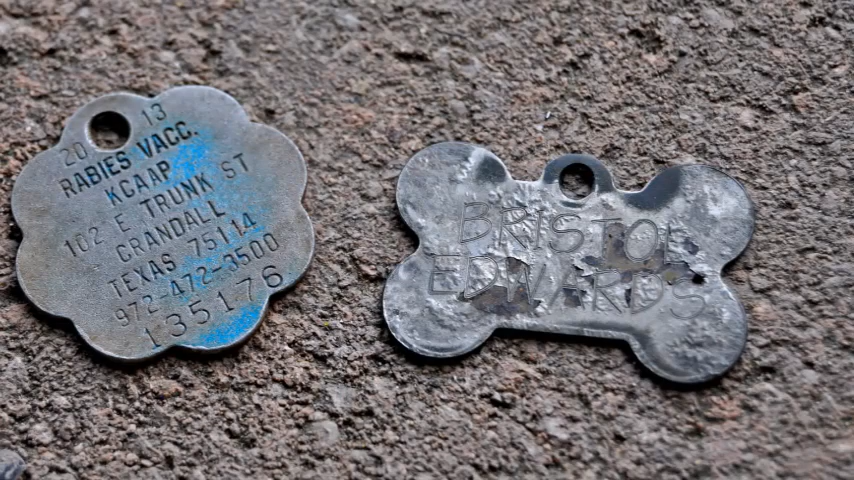 20 13
RABIES VACC.
KCAAP
102 E TRUNK ST
CRANDALL
TEXAS 75114
972-472-3500
135176
BRISTOL
EDWARDS